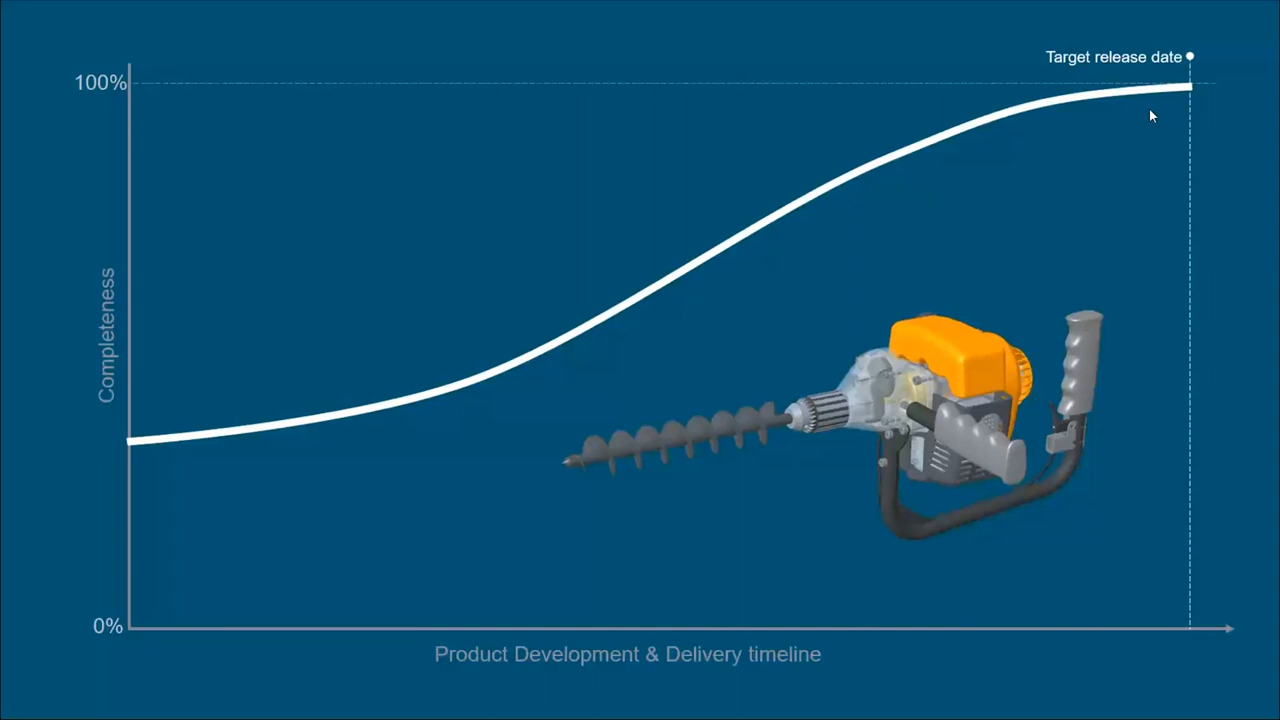 Target release date
100%
Completeness
0%
Product Development & Delivery timeline